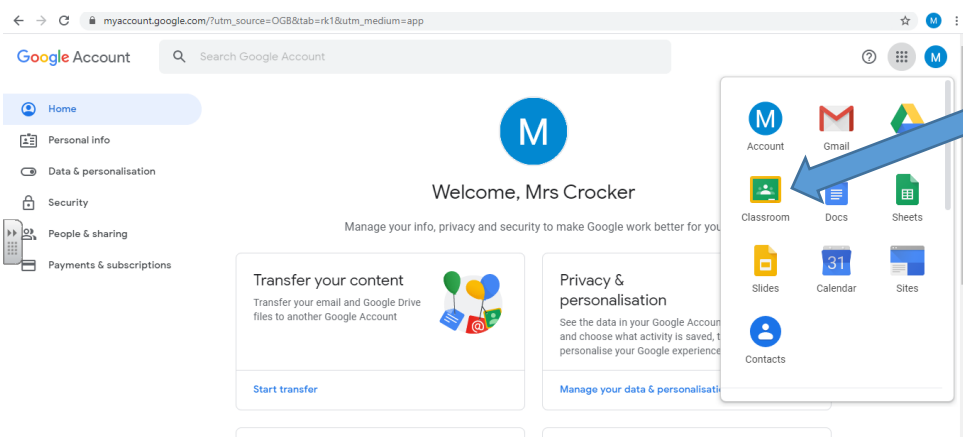 myaccount.google.com/?utm_source=OGB&tab=rk1&utm_medium=app
M
Google Account
Search Google Account
M
Home
Personal info
Data & personalisation
Security
People & sharing
Payments & subscriptions
M
Welcome, Mrs Crocker
Manage your info, privacy and security to make Google work better for you
Transfer your content
Transfer your email and Google Drive
files to another Google Account
Start transfer
Privacy &
personalisation
See the data in your Google Accoun
and choose what activity is saved, t
personalise your Google experience
Manage your data & personalisati
M
Account
Gmail
Classroom
Docs
Sheets
Slides
31
Calendar
Sites
Contacts